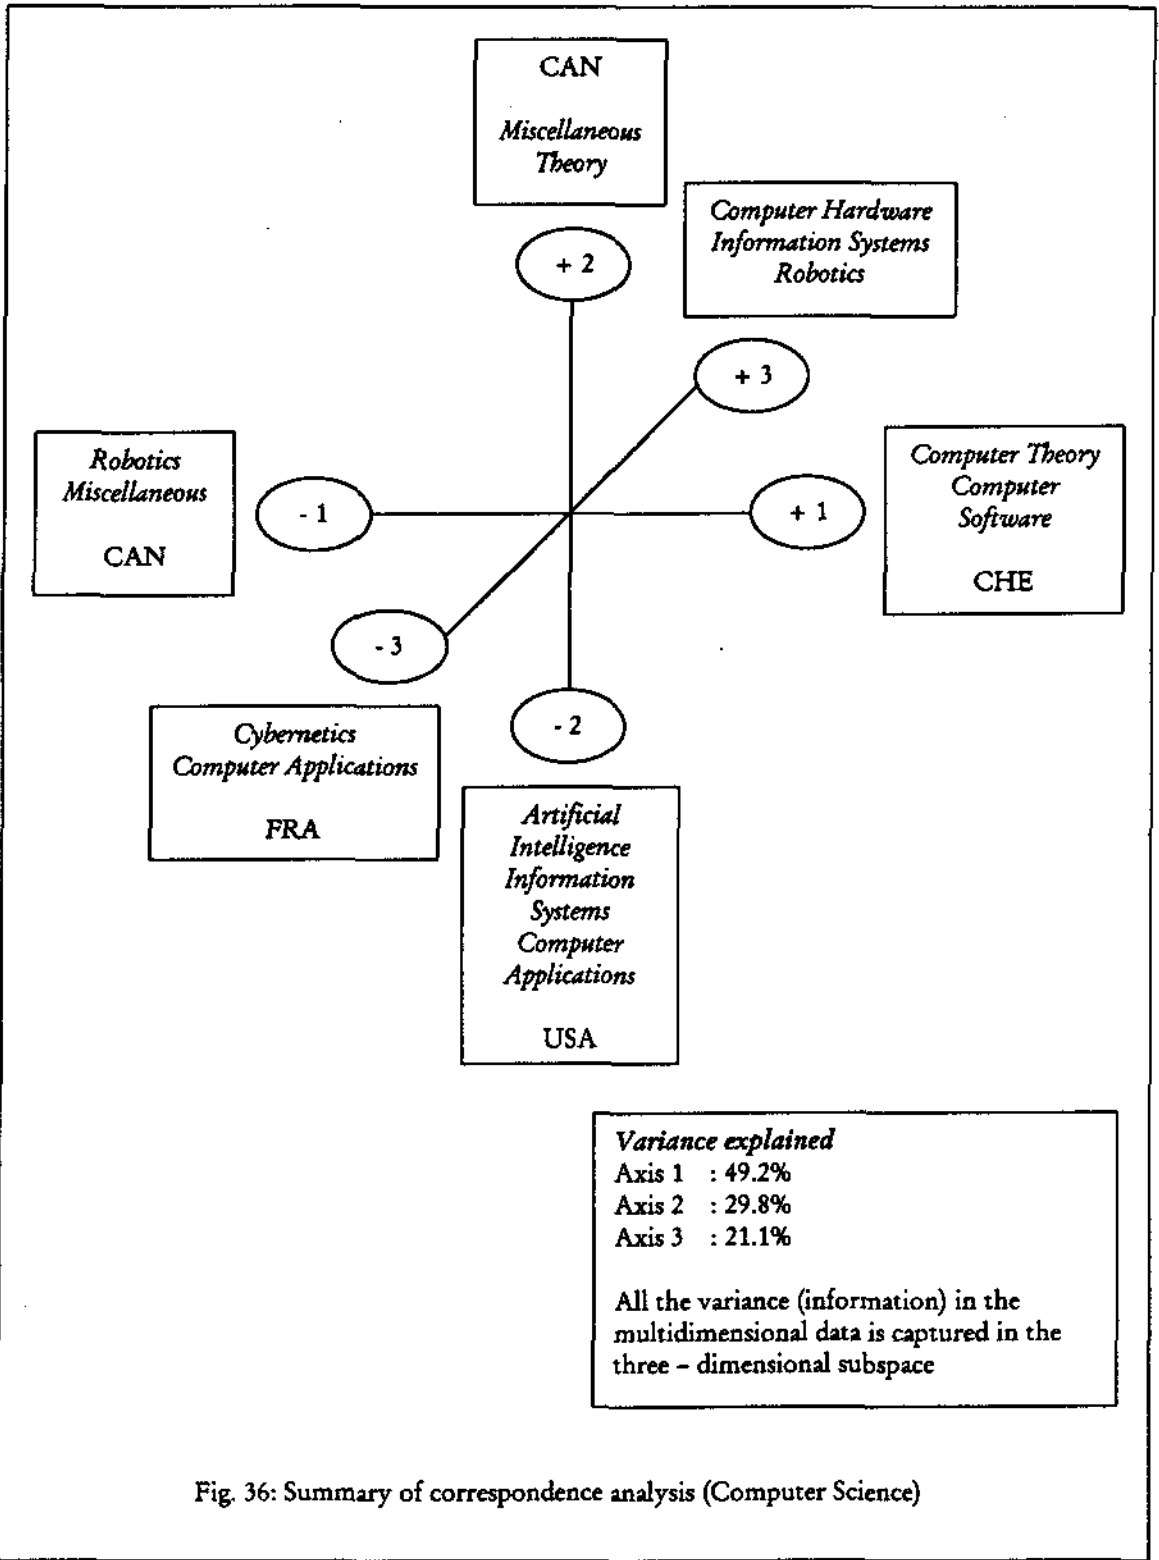 CAN
Miscellaneous
Theory
Computer Hardware
Information Systems
Robotics
+ 2
+ 3
Robotics
Miscellaneous
CAN
- 1
+ 1
Computer Theory
Computer
Software
CHE
- 3
- 2
Cybernetics
Computer Applications
FRA
Artificial
Intelligence
Information
Systems
Computer
Applications
USA
Variance explained
Axis 1 : 49.2%
Axis 2 : 29.8%
Axis 3 : 21.1%
All the variance (information) in the
multidimensional data is captured in the
three – dimensional subspace
Fig. 36: Summary of correspondence analysis (Computer Science)